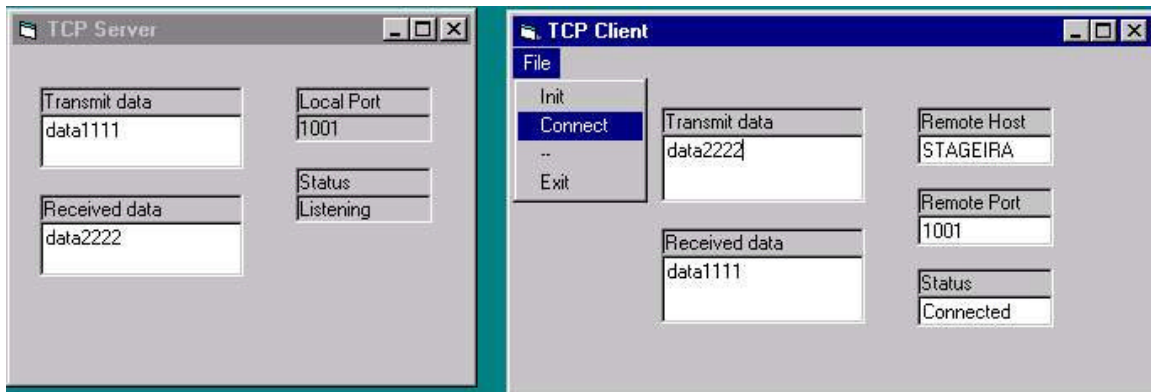 TCP Server
Transmit data
data1111
Local Port
1001
Received data
data2222
Status
Listening
TCP Client
File
Init
Connect
--
Exit
Transmit data
data2222
Remote Host
STAGEIRA
Remote Port
1001
Received data
data1111
Status
Connected